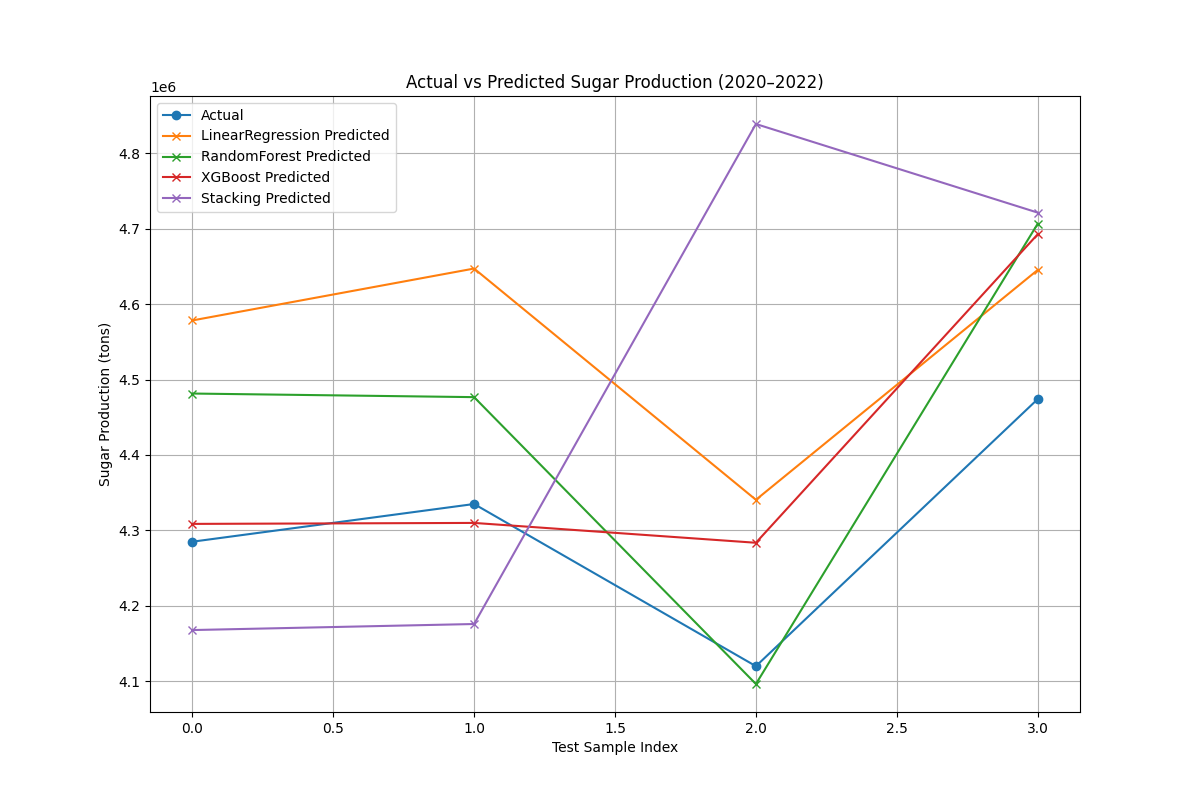 Actual vs Predicted Sugar Production (2020–2022)
1e6
Actual
LinearRegression Predicted
RandomForest Predicted
XGBoost Predicted
Stacking Predicted
4.8
4.7
4.6
4.5
4.4
4.3
4.2
4.1
Sugar Production (tons)
0.0 0.5 1.0 1.5 2.0 2.5 3.0
Test Sample Index